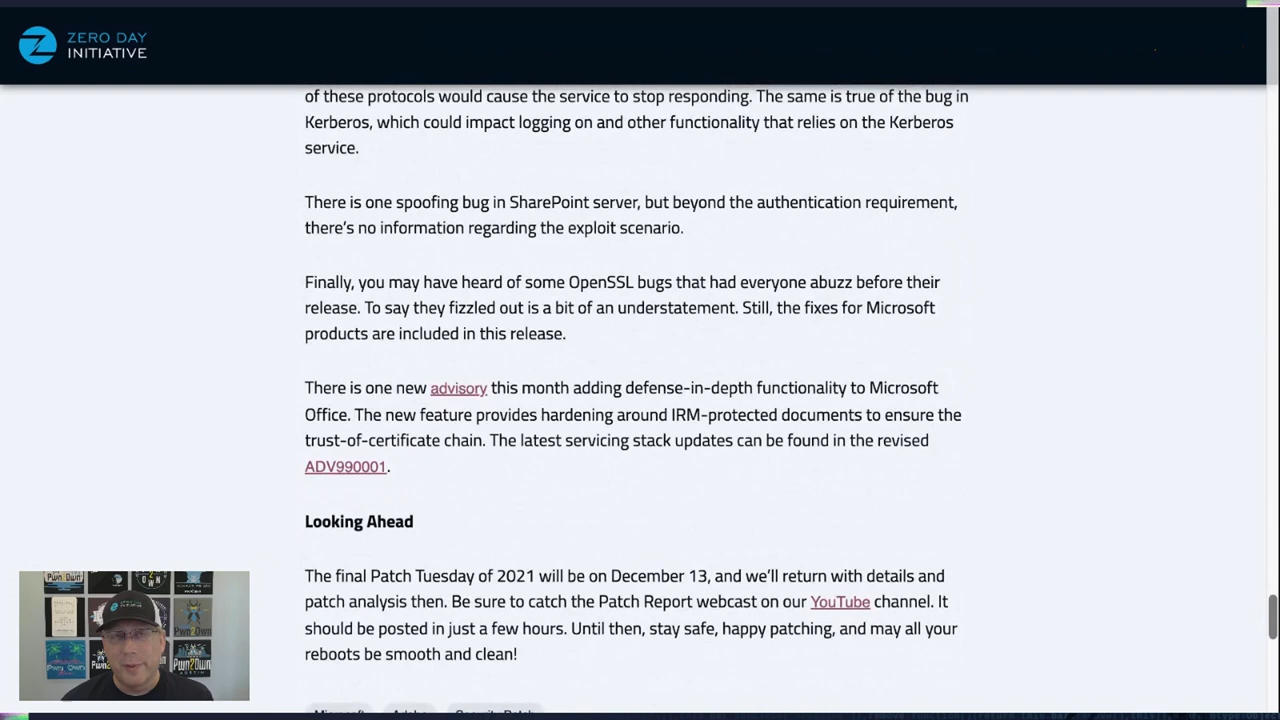 ZERO DAY
INITIATIVE
of these protocols would cause the service to stop responding. The same is true of the bug in
Kerberos, which could impact logging on and other functionality that relies on the Kerberos
service.
There is one spoofing bug in SharePoint server, but beyond the authentication requirement,
there’s no information regarding the exploit scenario.
Finally, you may have heard of some OpenSSL bugs that had everyone abuzz before their
release. To say they fizzled out is a bit of an understatement. Still, the fixes for Microsoft
products are included in this release.
There is one new advisory this month adding defense-in-depth functionality to Microsoft
Office. The new feature provides hardening around IRM-protected documents to ensure the
trust-of-certificate chain. The latest servicing stack updates can be found in the revised
ADV990001.
Looking Ahead
The final Patch Tuesday of 2021 will be on December 13, and we’ll return with details and
patch analysis then. Be sure to catch the Patch Report webcast on our YouTube channel. It
should be posted in just a few hours. Until then, stay safe, happy patching, and may all your
reboots be smooth and clean!